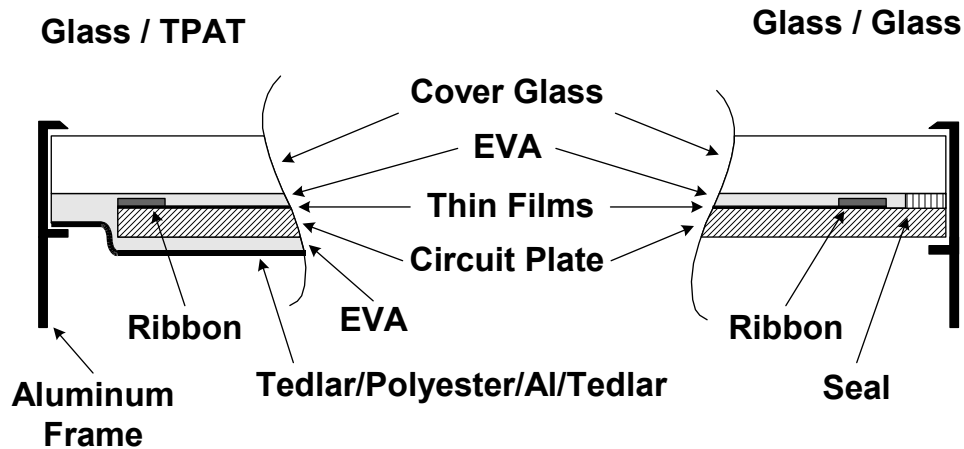 Glass / TPAT
Glass / Glass
Cover Glass
EVA
Thin Films
Circuit Plate
EVA
Ribbon
Ribbon
Tedlar/Polyester/Al/Tedlar
Seal
Aluminum
Frame